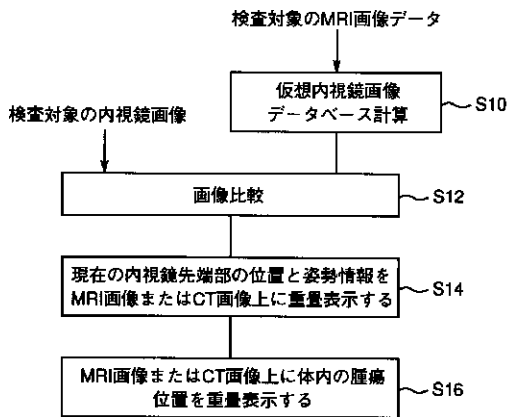 検査対象のMRI画像データ
仮想内視鏡画像
データベース計算
S10
検査対象の内視鏡画像
画像比較
S12
現在の内視鏡先端部の位置と姿勢情報を
MRI画像またはCT画像上に重畳表示する
S14
MRI画像またはCT画像上に体内の腫瘍
位置を重畳表示する
S16